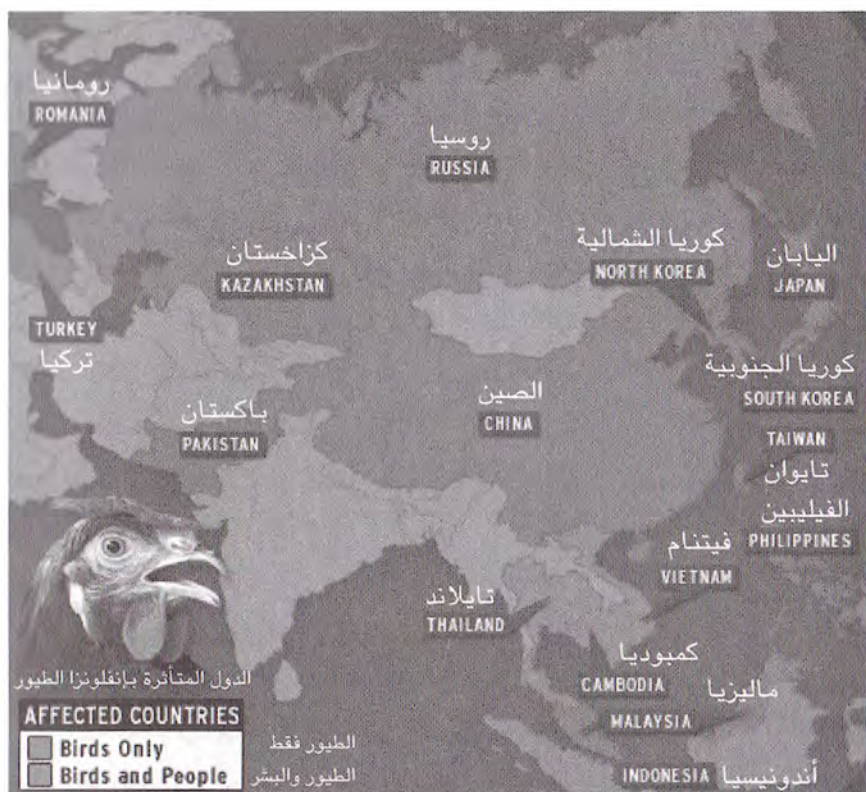 رومانيا
ROMANIA
روسيا
RUSSIA
كزاخستان
KAZAKHSTAN
كوريا الشمالية
NORTH KOREA
اليابان
JAPAN
TURKEY
تركيا
كوريا الجنوبية
SOUTH KOREA
الصين
CHINA
باكستان
PAKISTAN
TAIWAN
تايوان
الفيليبين
PHILIPPINES
فيتنام
VIETNAM
تايلاند
THAILAND
كمبوديا
CAMBODIA
ماليزيا
MALAYSIA
INDONESIA أندونيسيا
الدول المتأثرة بإنفلونزا الطيور
AFFECTED COUNTRIES
Birds Only الطيور فقط
Birds and People الطيور والبشر